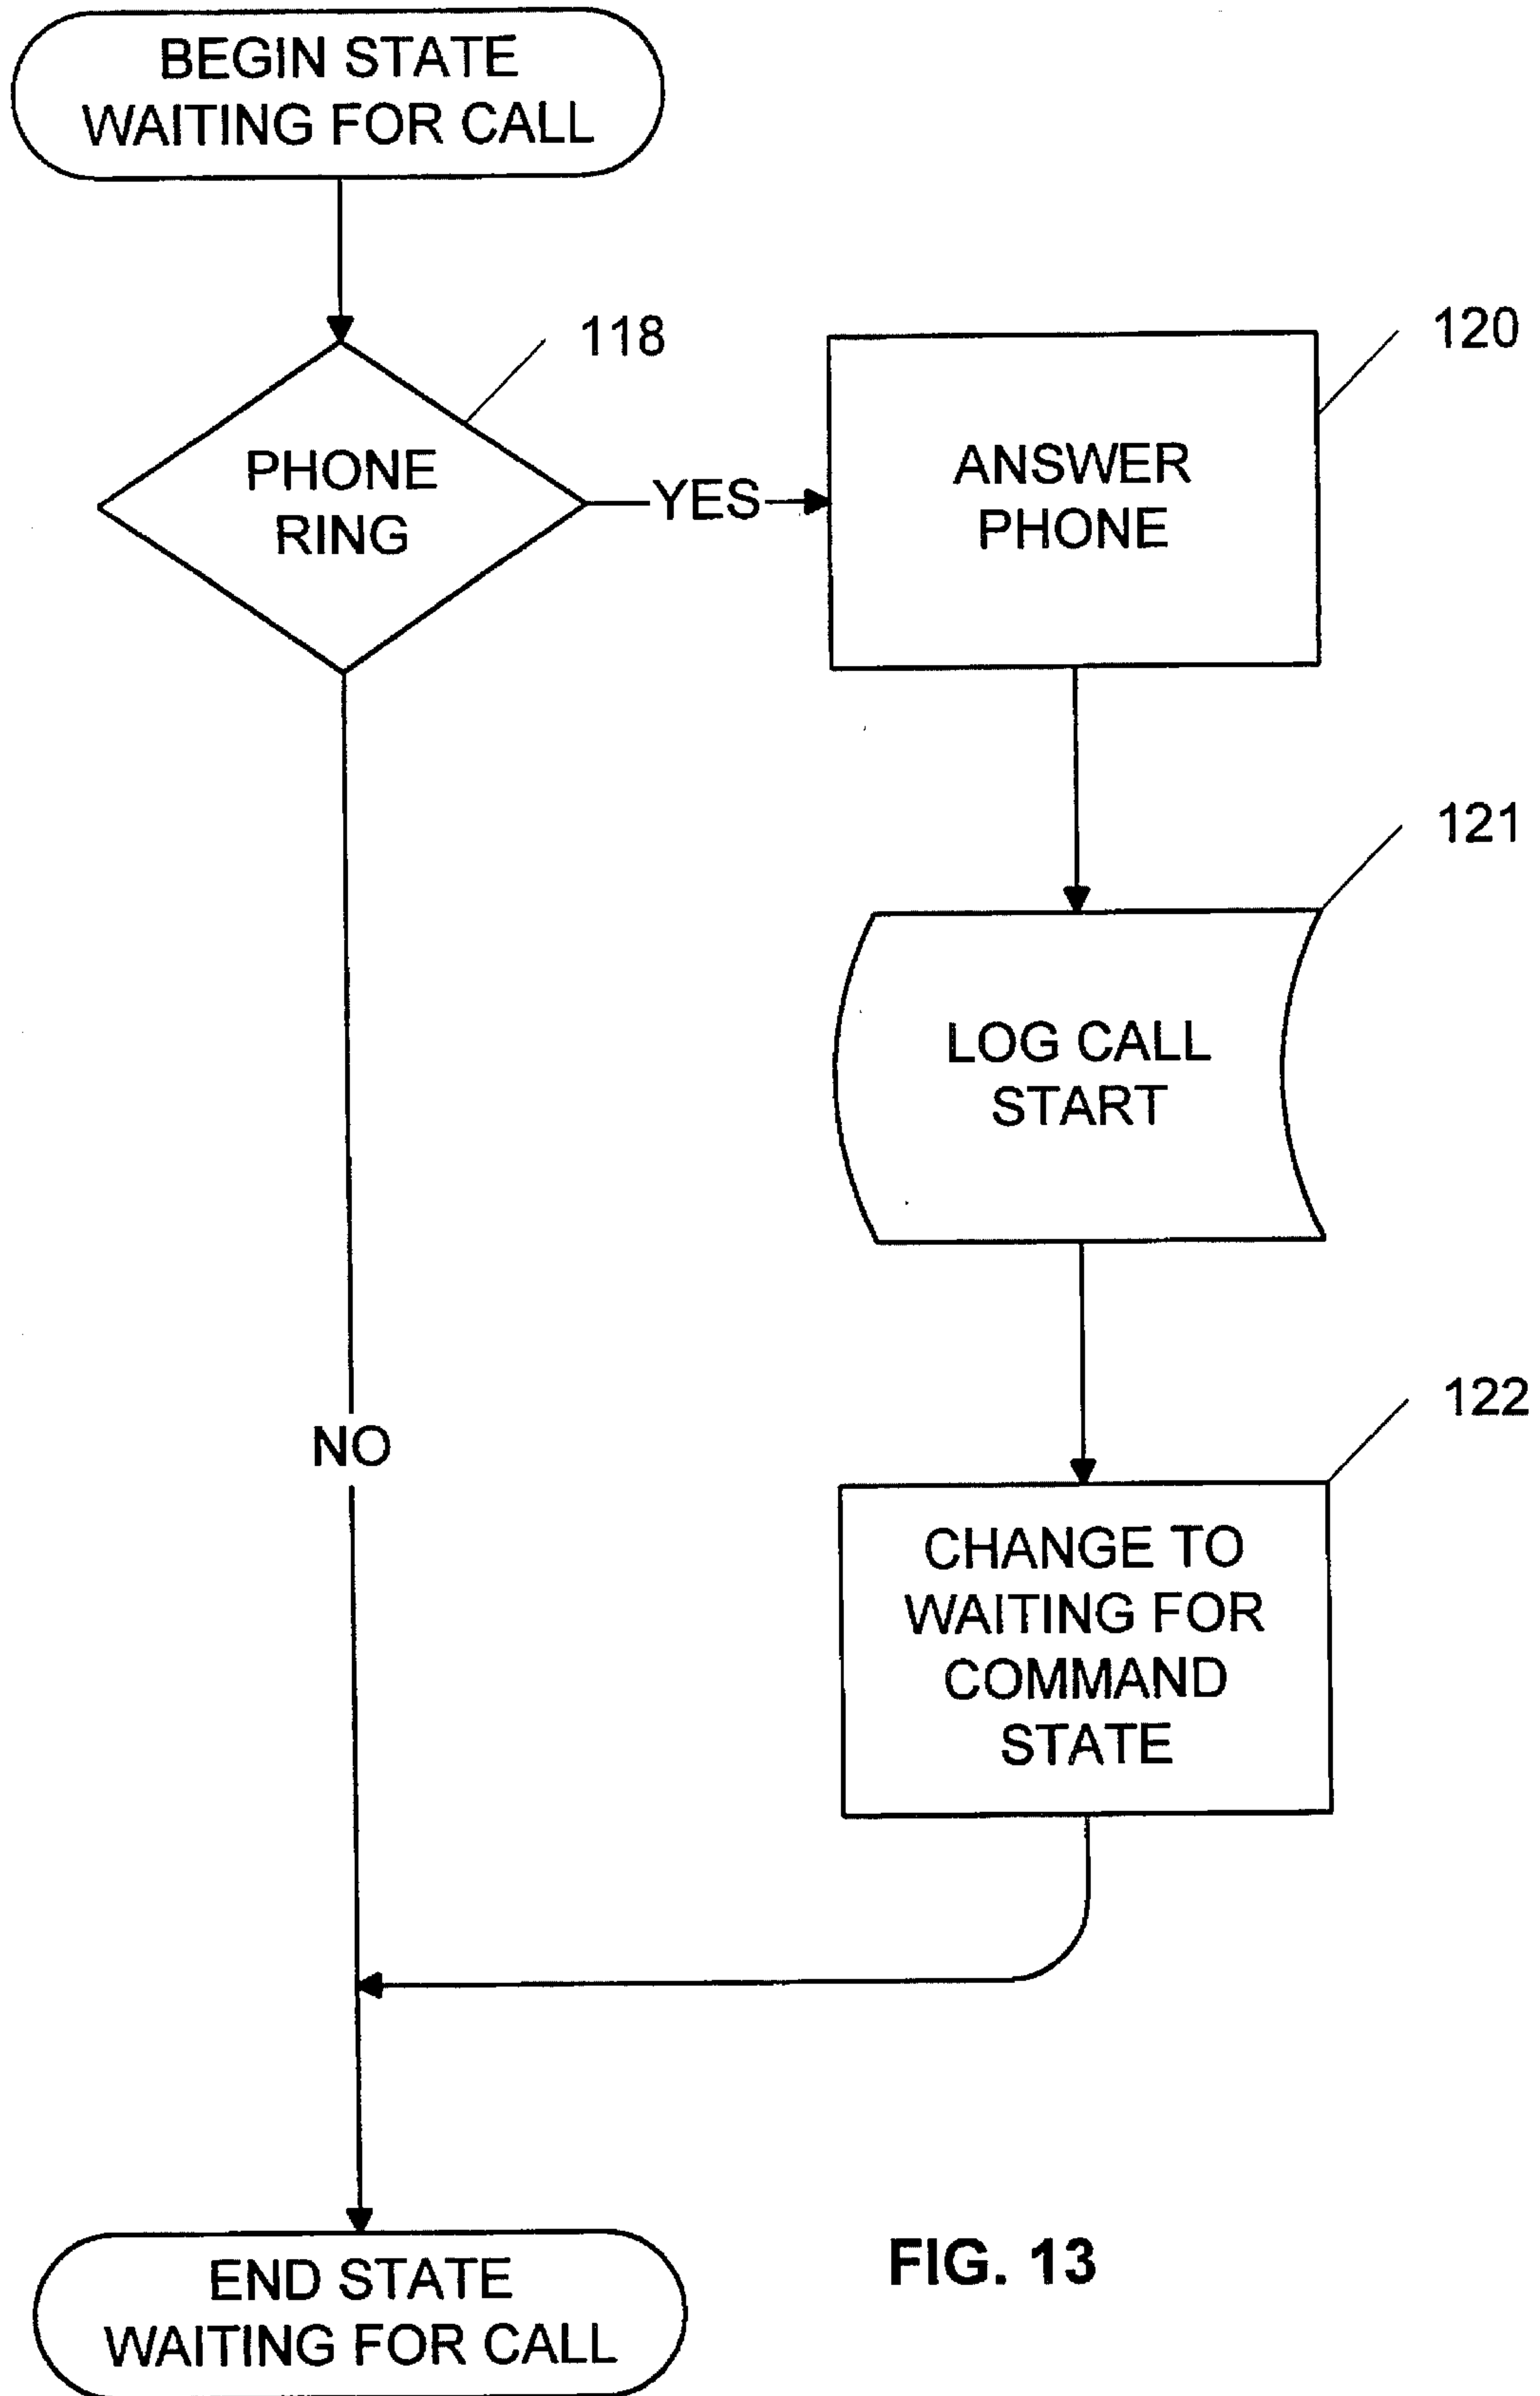 BEGIN STATE
WAITING FOR CALL
118
PHONE
RING
YES
120
ANSWER
PHONE
121
LOG CALL
START
NO
122
CHANGE TO
WAITING FOR
COMMAND
STATE
END STATE
WAITING FOR CALL
FIG. 13